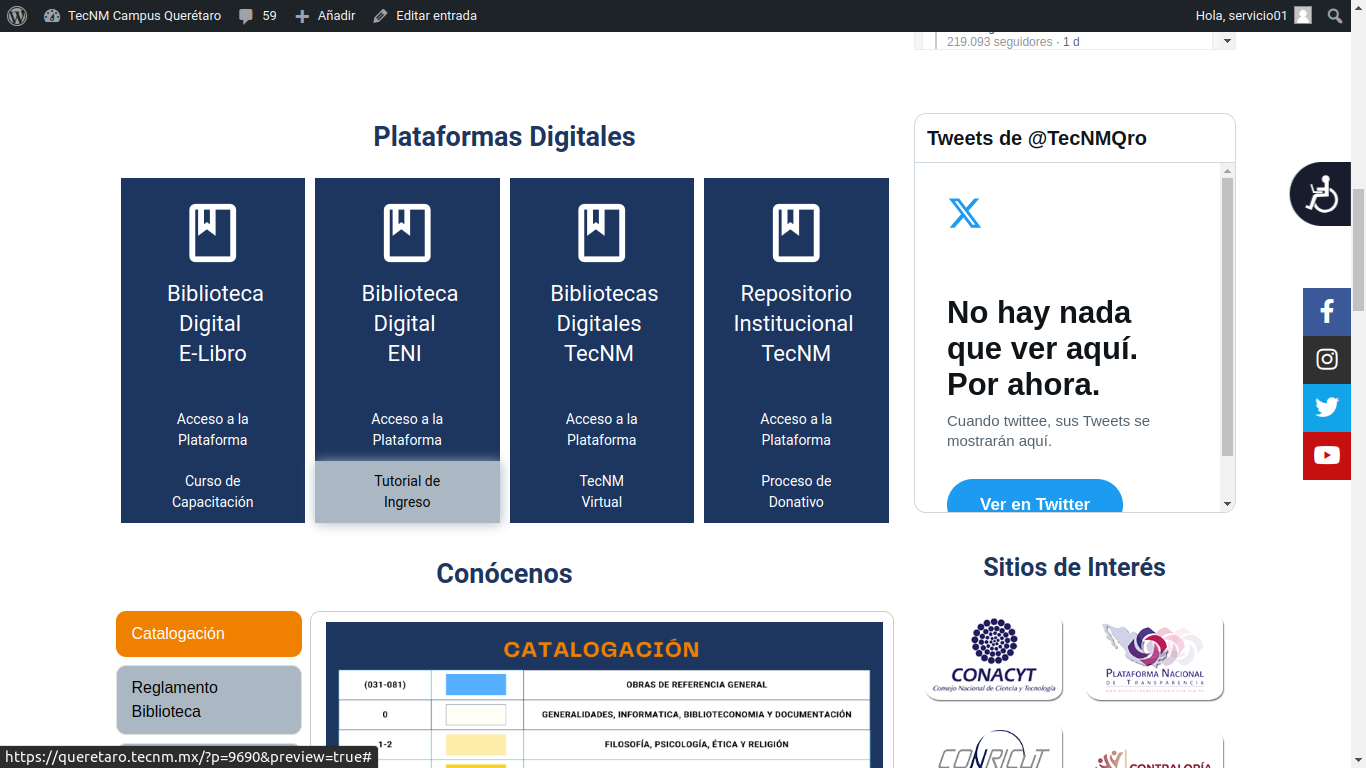 TecNM Campus Querétaro
59
Añadir
Editar entrada
Hola, servicio01
219.093 seguidores · 1 d
Plataformas Digitales
Biblioteca
Digital
E-Libro
Acceso a la
Plataforma
Curso de
Capacitación
Biblioteca
Digital
ENI
Acceso a la
Plataforma
Tutorial de
Ingreso
Bibliotecas
Digitales
TecNM
Acceso a la
Plataforma
TecNM
Virtual
Repositorio
Institucional
TecNM
Acceso a la
Plataforma
Proceso de
Donativo
Tweets de @TecNMQro
No hay nada
que ver aquí.
Por ahora.
Cuando twittee, sus Tweets se
mostrarán aquí.
Ver en Twitter
Conócenos
Catalogación
Reglamento
Biblioteca
CATALOGACIÓN
(031-081)
OBRAS DE REFERENCIA GENERAL
0
GENERALIDADES, INFORMATICA, BIBLIOTECONOMIA Y DOCUMENTACIÓN
1-2
FILOSOFÍA, PSICOLOGÍA, ÉTICA Y RELIGIÓN
Sitios de Interés
CONACYT
Consejo Nacional de Ciencia y Tecnología
PLATAFORMA NACIONAL
DE TRANSPARENCIA
CONRICUT
CONTRALORÍA
https://queretaro.tecnm.mx/?p=9690&preview=true#